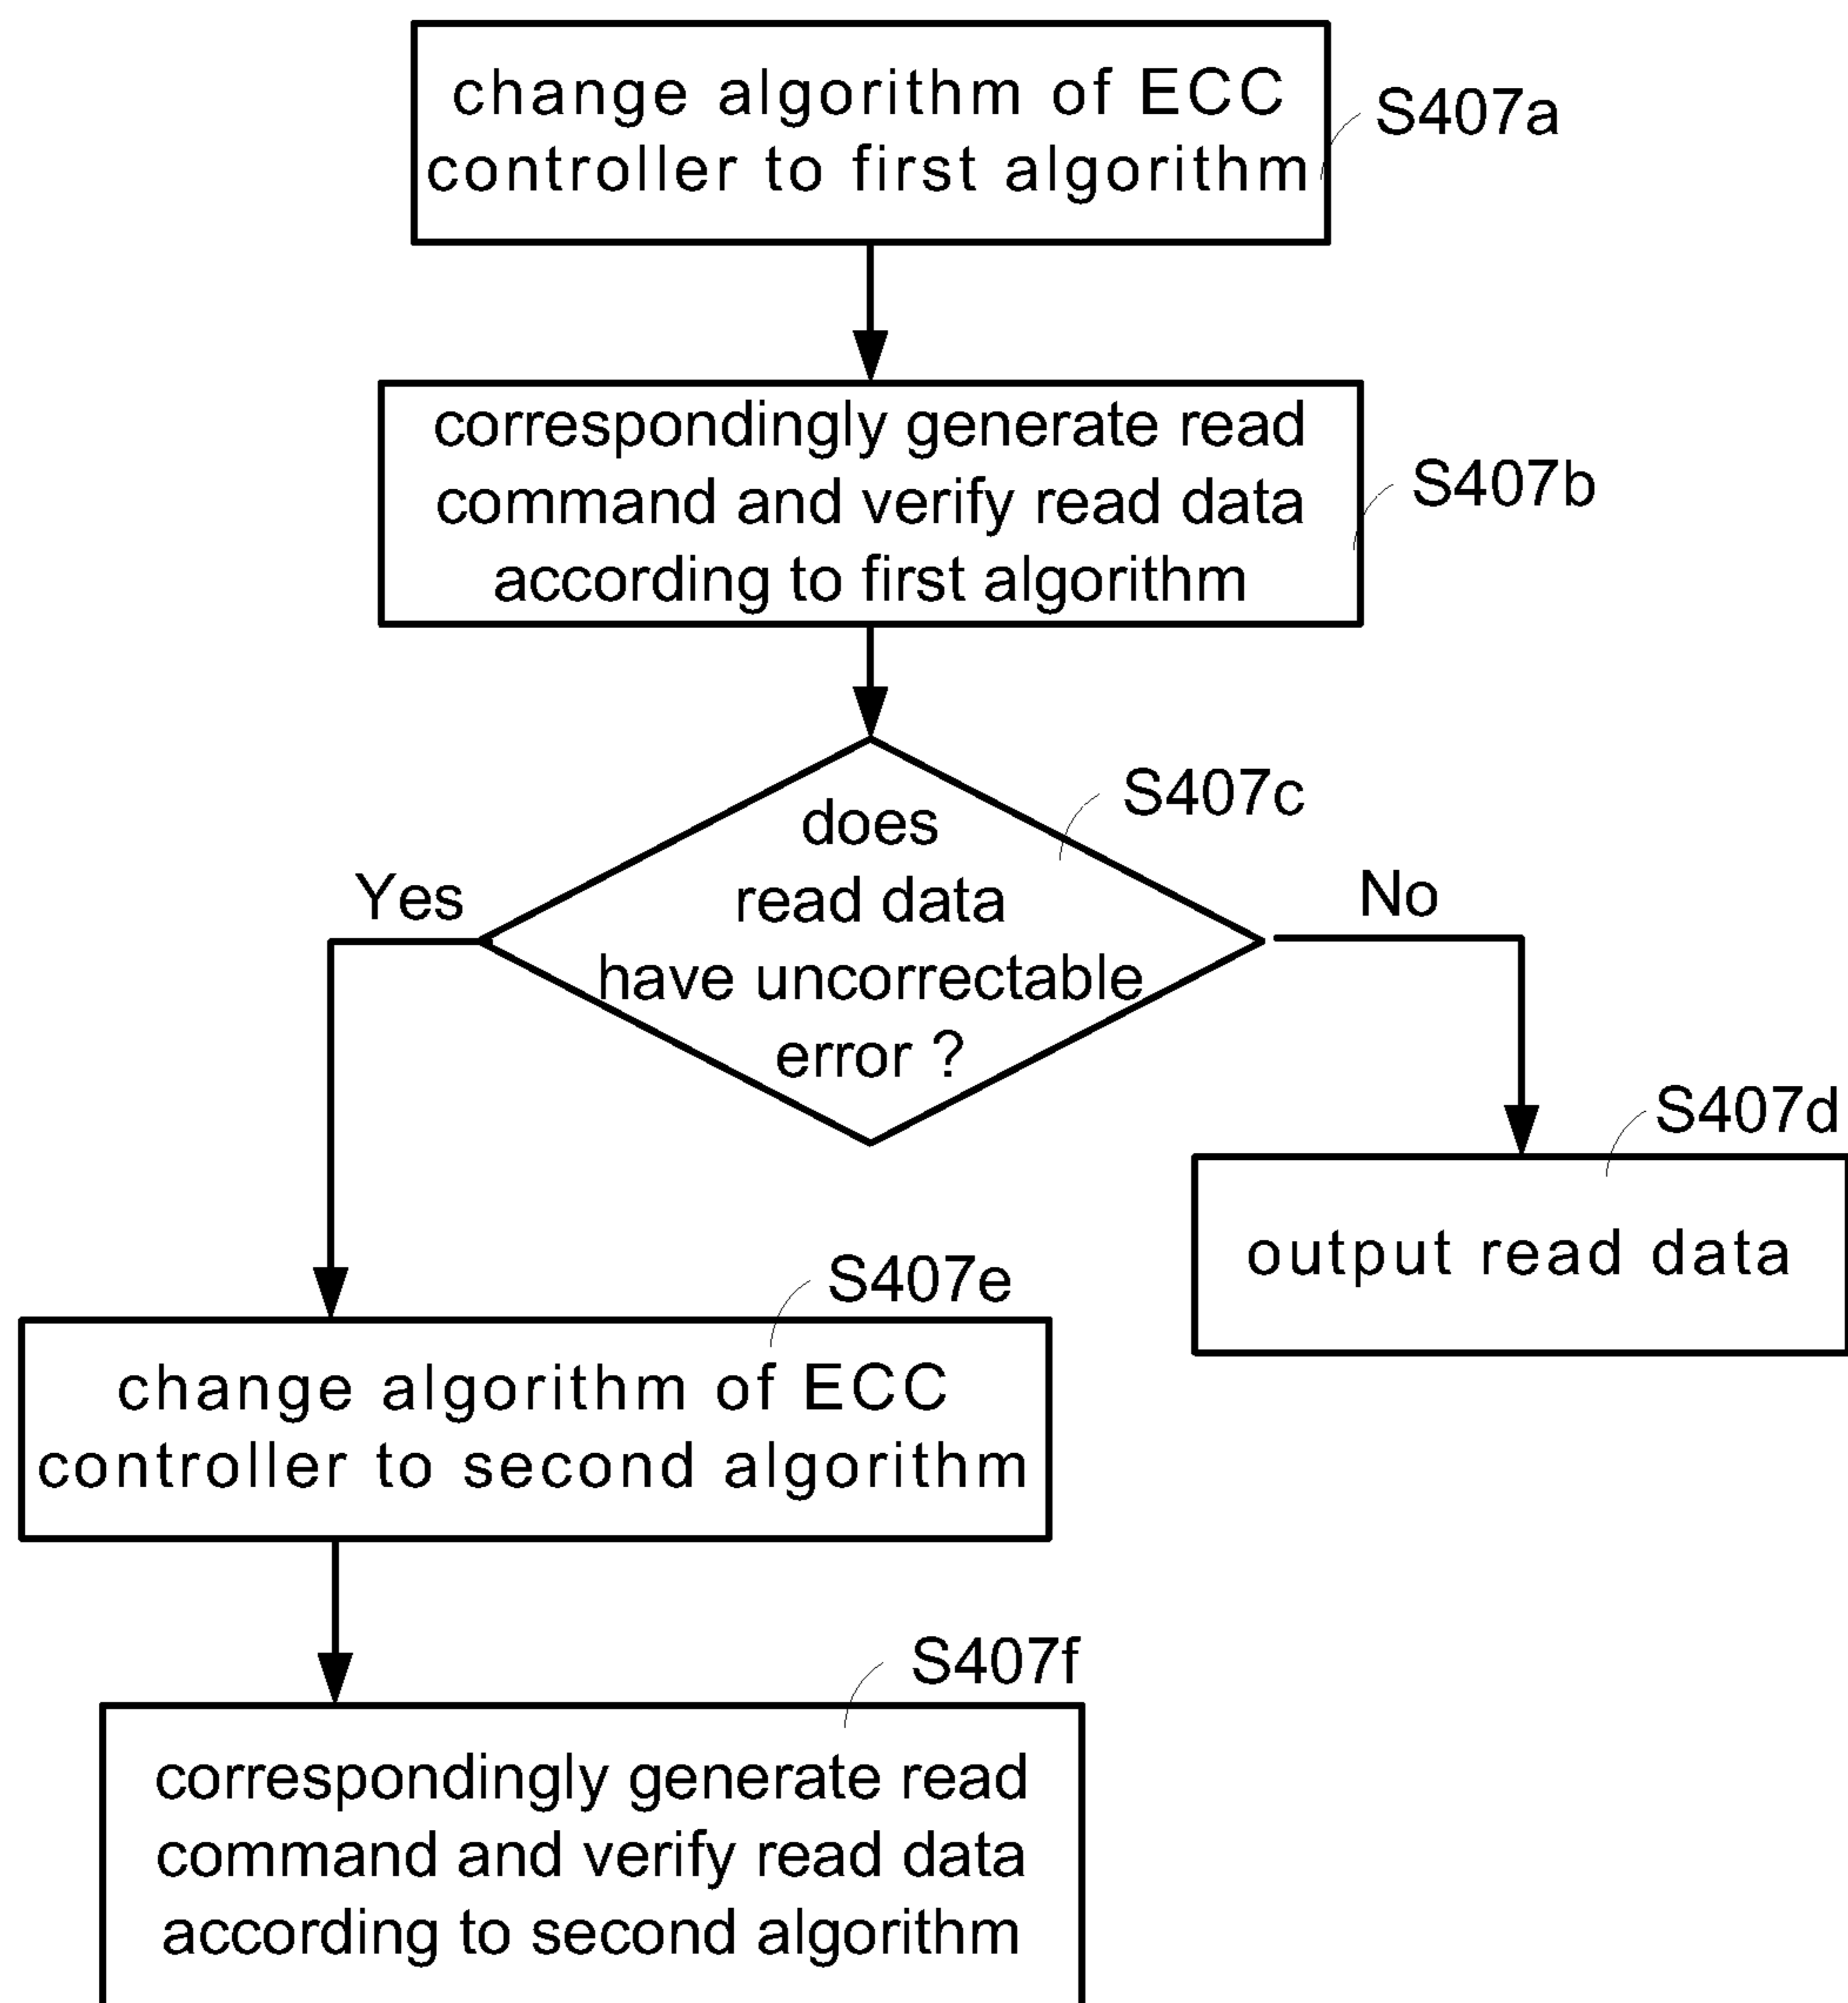 change algorithm of ECC
controller to first algorithm
S407a
correspondingly generate read
command and verify read data
according to first algorithm
S407b
does
read data
have uncorrectable
error ?
S407c
Yes
No
S407d
output read data
S407e
change algorithm of ECC
controller to second algorithm
S407f
correspondingly generate read
command and verify read data
according to second algorithm